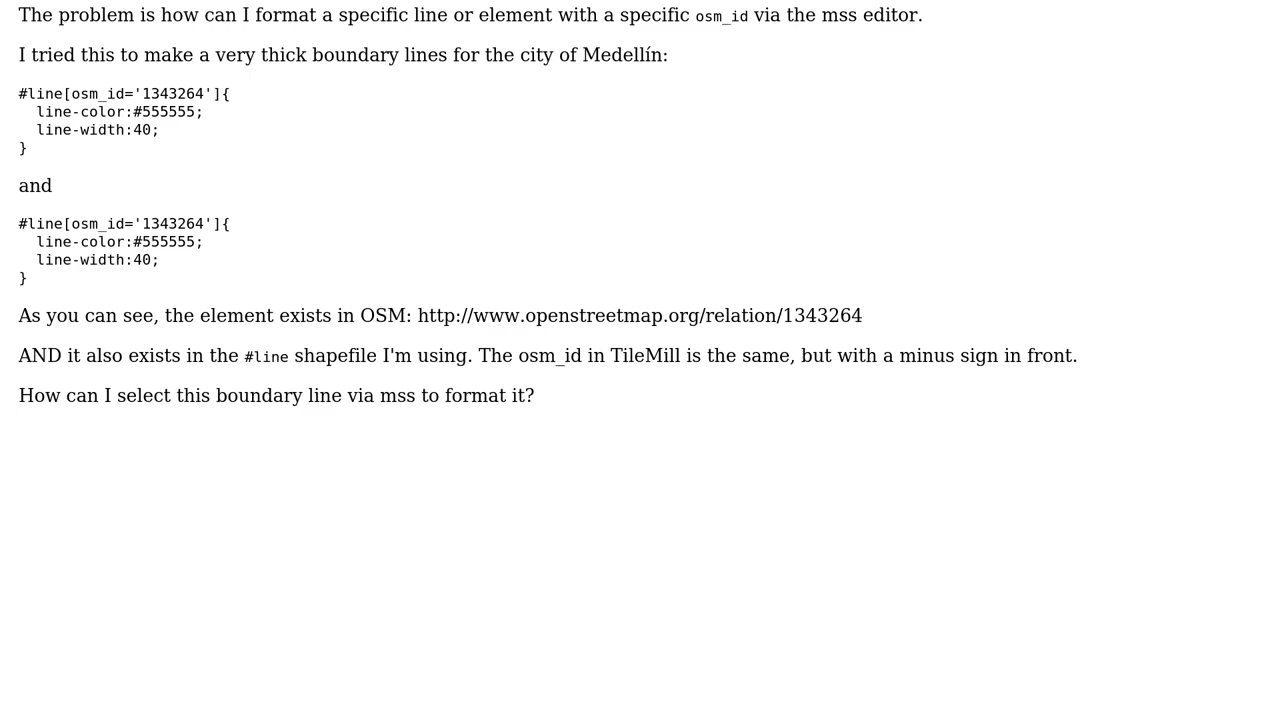 The problem is how can I format a specific line or element with a specific osm_id via the mss editor.
I tried this to make a very thick boundary lines for the city of Medellín:
#line[osm_id='1343264']{
  line-color:#555555;
  line-width:40;
}
and
#line[osm_id='1343264']{
  line-color:#555555;
  line-width:40;
}
As you can see, the element exists in OSM: http://www.openstreetmap.org/relation/1343264
AND it also exists in the #line shapefile I'm using. The osm_id in TileMill is the same, but with a minus sign in front.
How can I select this boundary line via mss to format it?